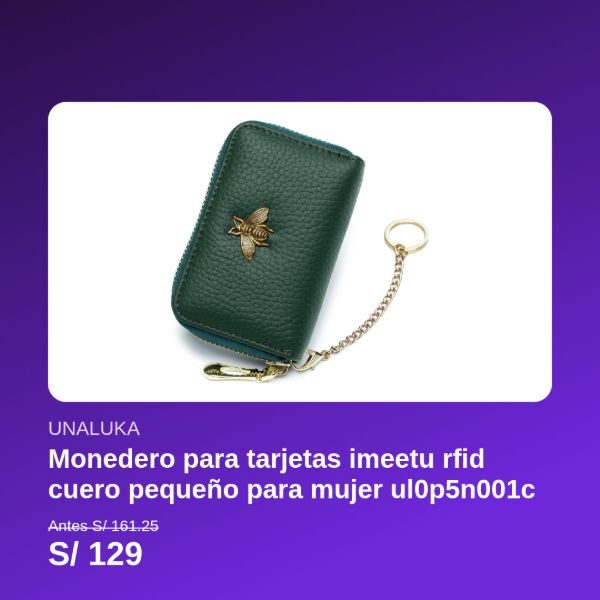 UNALUKA
Monedero para tarjetas imeetu rfid
cuero pequeño para mujer ul0p5n001c
Antes S/ 161.25
S/ 129